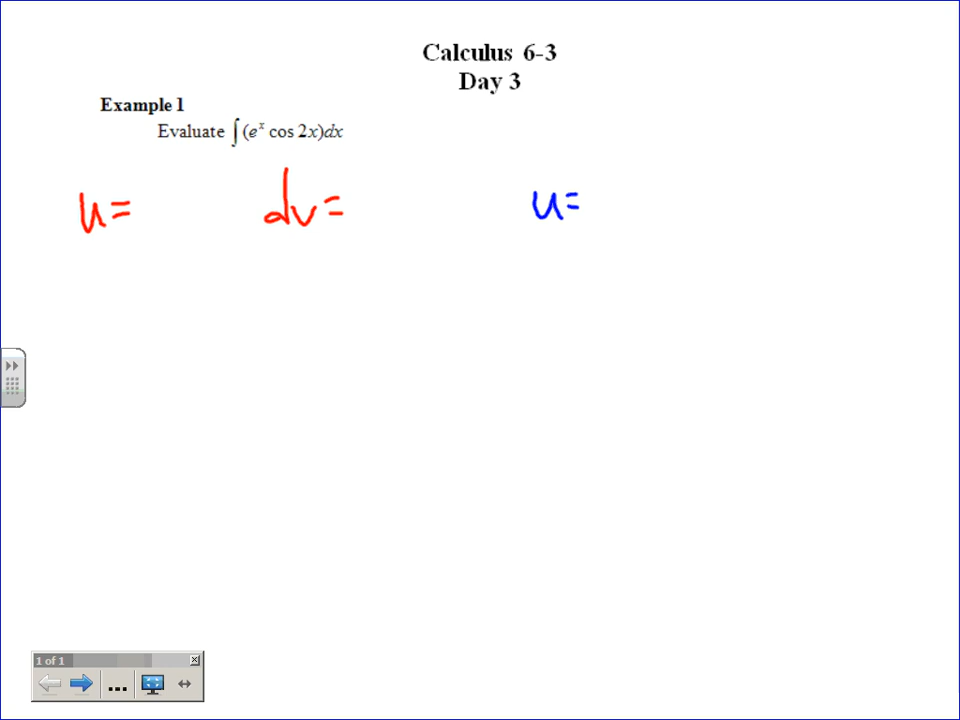 Calculus 6-3
Day 3
Example 1
Evaluate ∫(eˣ cos 2x)dx
u= dv= u=
1 of 1